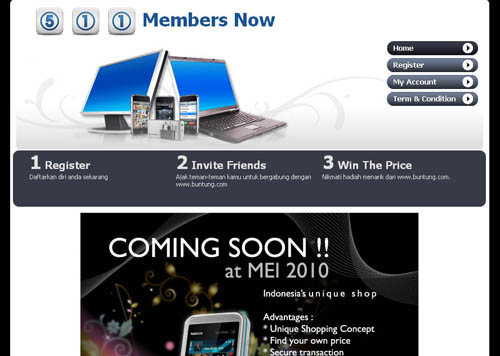 5 1 1 Members Now
Home
Register
My Account
Term & Condition
1 Register
Daftarkan diri anda sekarang
2 Invite Friends
Ajak teman-teman kamu untuk bergabung dengan
www.buntung.com
3 Win The Price
Nikmati hadiah menarik dari www.buntung.com.
COMING SOON !!
at MEI 2010
Indonesia's unique shop
Advantages :
* Unique Shopping Concept
* Find your own price
* Secure transaction
NOKIA